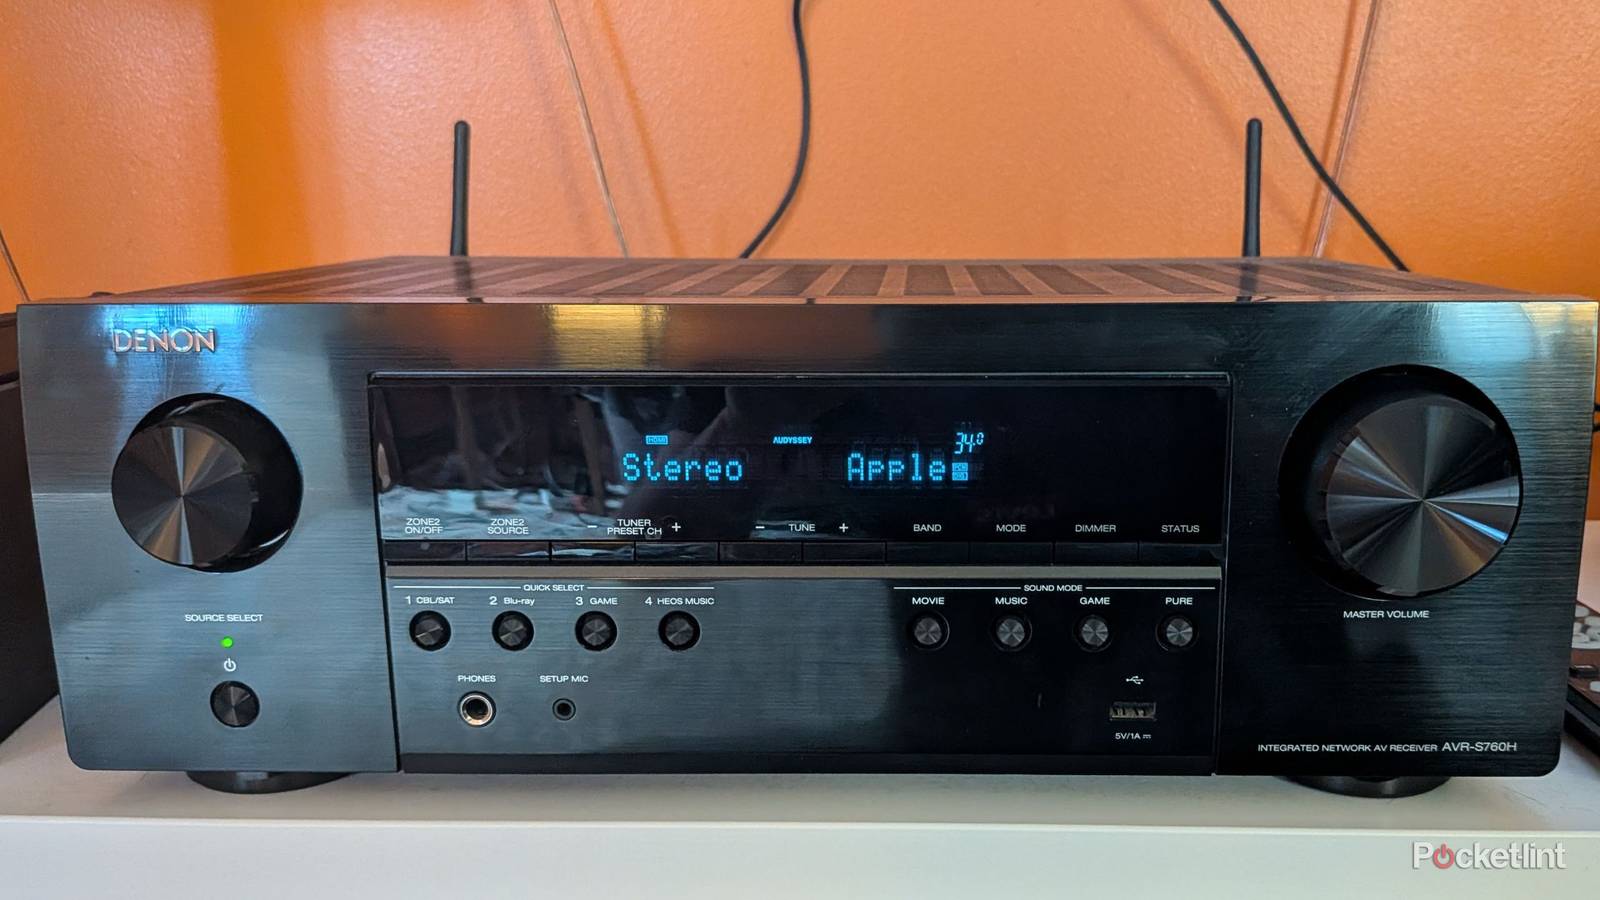 DENON
HDMI
AUDYSSEY
34.0
Stereo
Apple
PCM
ZONE2
ON/OFF
ZONE2
SOURCE
− TUNER +
PRESET CH
− TUNE +
BAND
MODE
DIMMER
STATUS
QUICK SELECT
1 CBL/SAT
2 Blu-ray
3 GAME
4 HEOS MUSIC
SOUND MODE
MOVIE
MUSIC
GAME
PURE
SOURCE SELECT
MASTER VOLUME
PHONES
SETUP MIC
5V/1A
INTEGRATED NETWORK AV RECEIVER AVR-S760H
Pocketlint